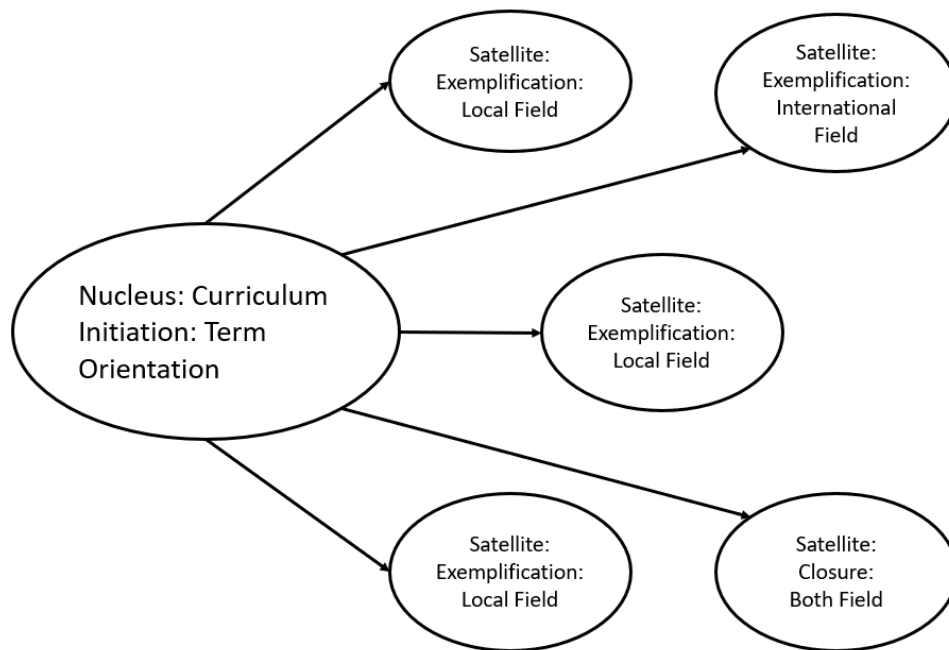 Satellite:
Exemplification:
Local Field
Satellite:
Exemplification:
International
Field
Nucleus: Curriculum
Initiation: Term
Orientation
Satellite:
Exemplification:
Local Field
Satellite:
Exemplification:
Local Field
Satellite:
Closure:
Both Field